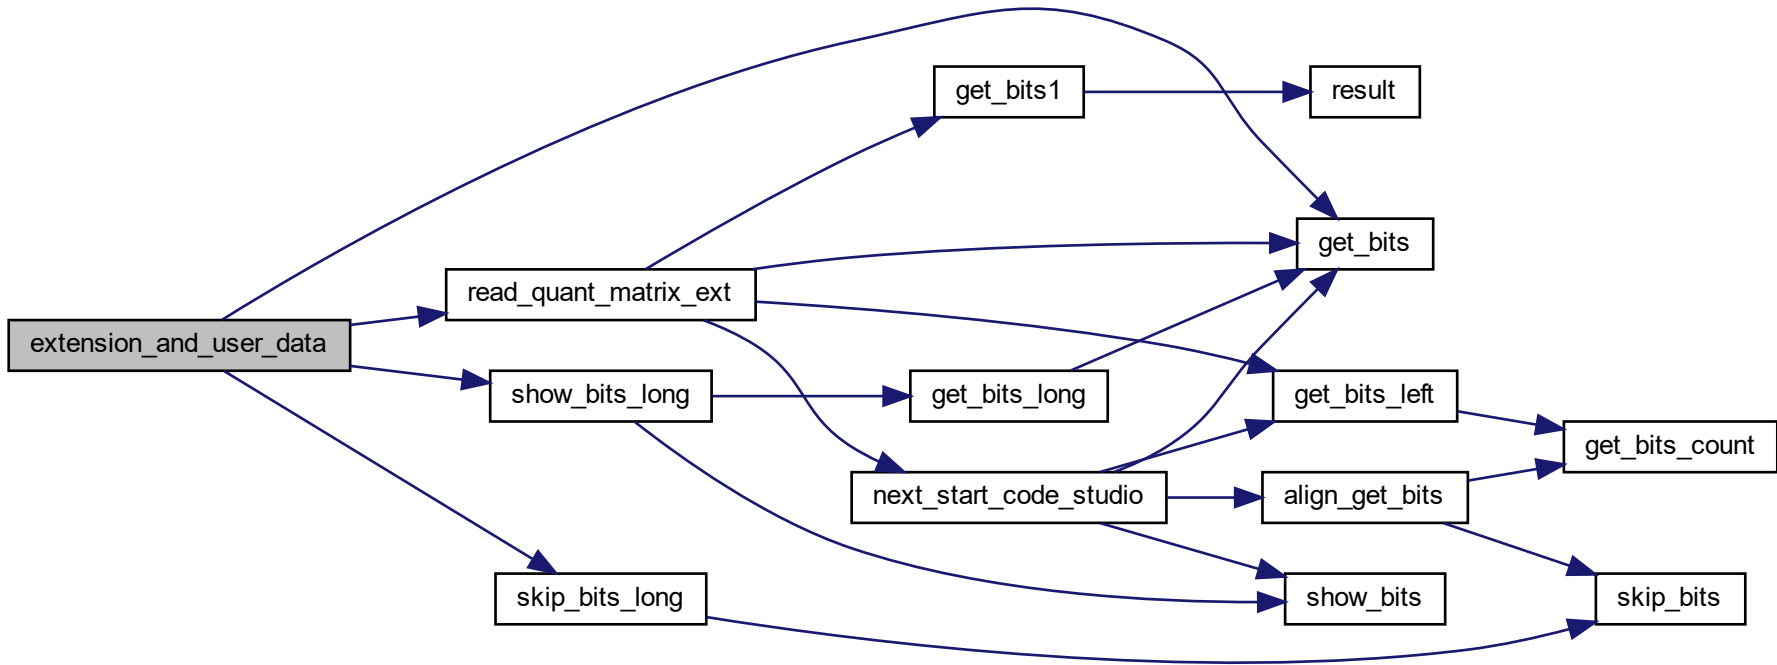 get_bits1
result
get_bits
read_quant_matrix_ext
extension_and_user_data
show_bits_long
get_bits_long
get_bits_left
get_bits_count
next_start_code_studio
align_get_bits
skip_bits_long
show_bits
skip_bits